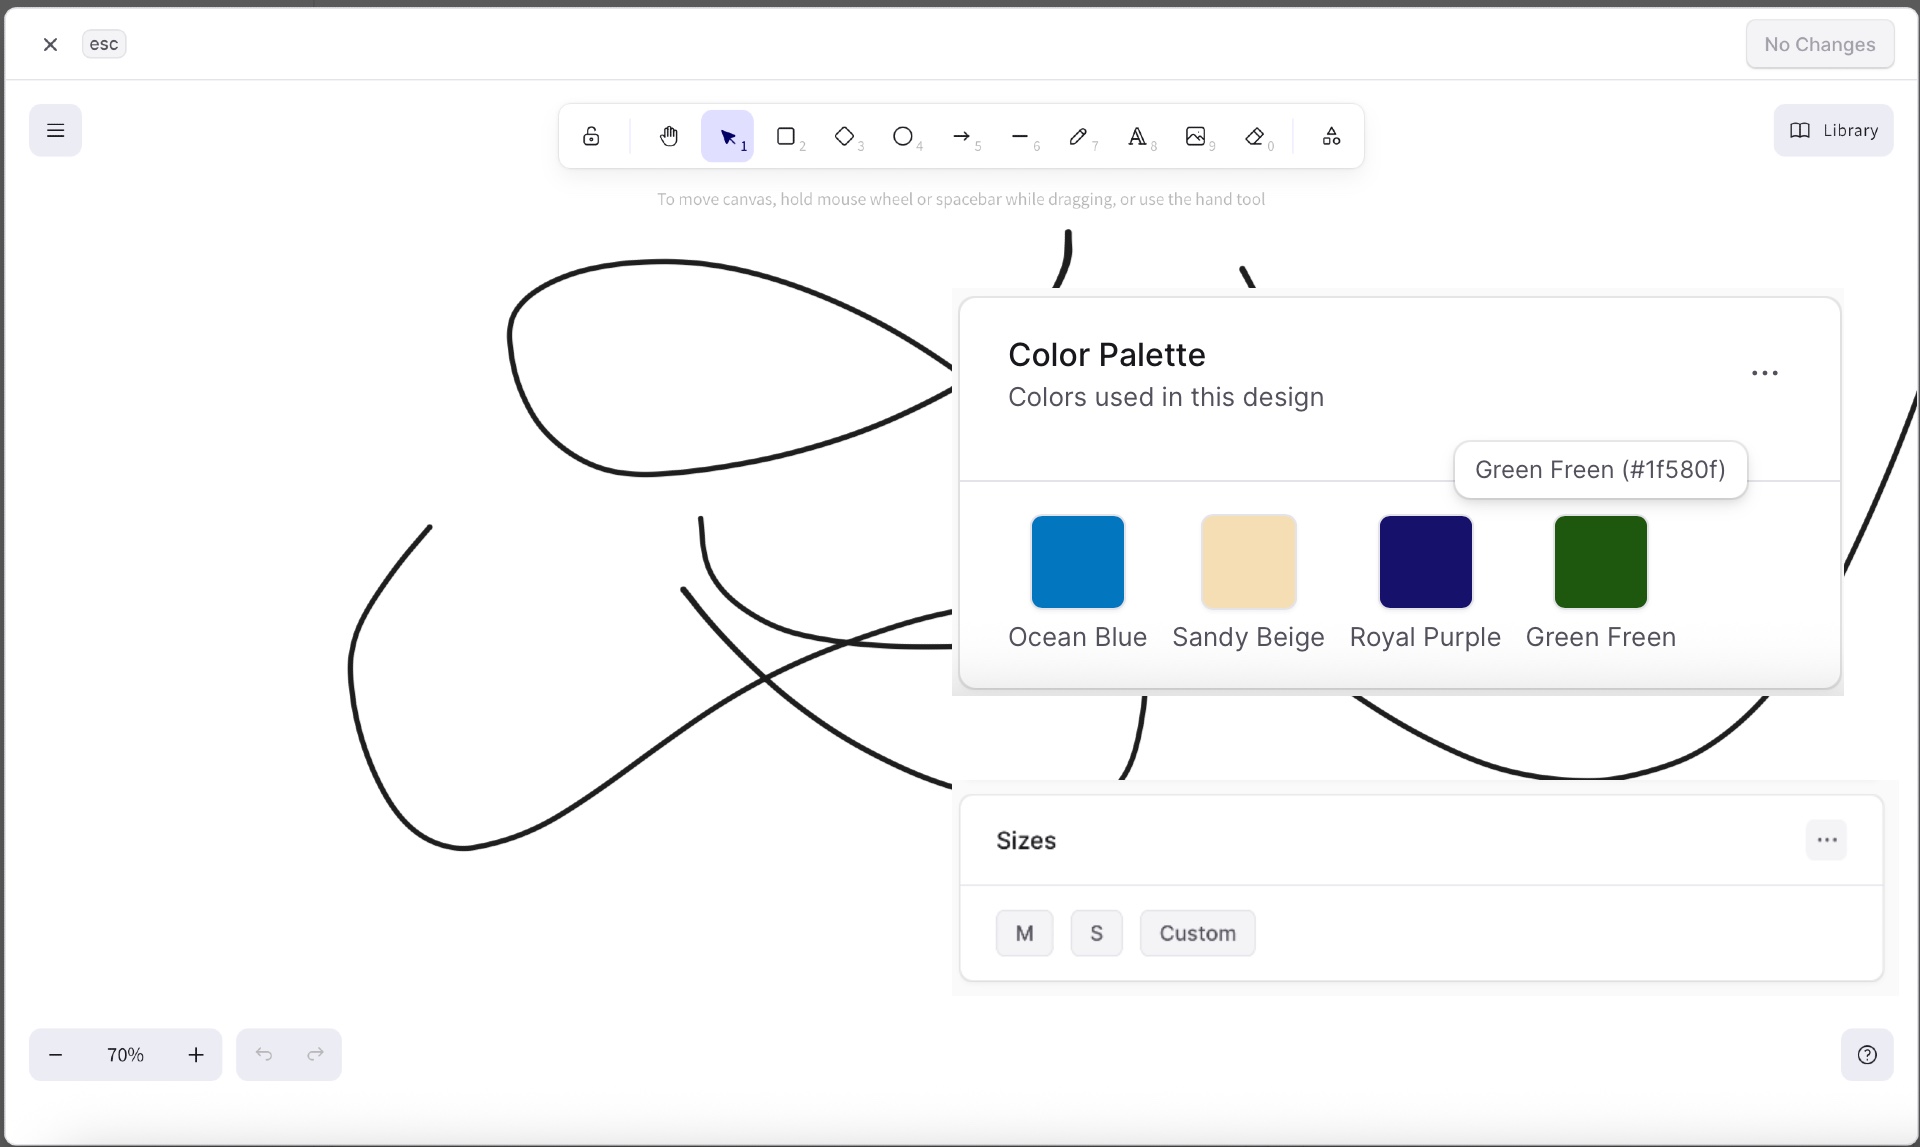 esc
No Changes
1
2
3
4
5
6
7
8
9
0
Library
To move canvas, hold mouse wheel or spacebar while dragging, or use the hand tool
Color Palette
Colors used in this design
Green Freen (#1f580f)
Ocean Blue
Sandy Beige
Royal Purple
Green Freen
Sizes
M
S
Custom
70%